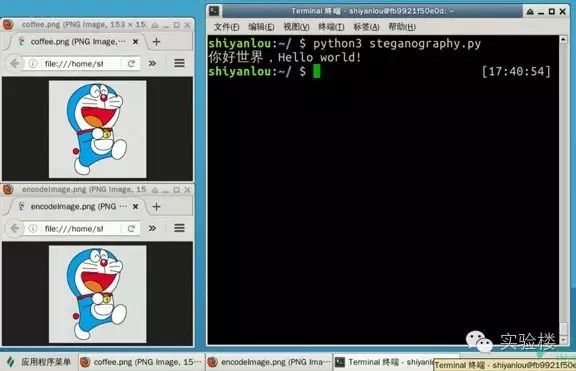 coffee.png (PNG Image, 153 × 15…
coffee.png (PNG Image, …
file:///home/sh
encodeImage.png (PNG Image, 15…
encodeImage.png (PNG …
file:///home/sh
Terminal 终端 - shiyanlou@fb9921f50e0d: ~
文件(F) 编辑(E) 视图(V) 终端(T) 标签(A) 帮助(H)
shiyanlou:~/ $ python3 steganography.py
你好世界，Hello world!
shiyanlou:~/ $ [17:40:54]
实验楼
应用程序菜单
coffee.png (PNG Image, 15…
encodeImage.png (PNG Ima…
Terminal 终端 - shiyanlou…
Terminal 终端 - shiyanlou@fb9921f50e